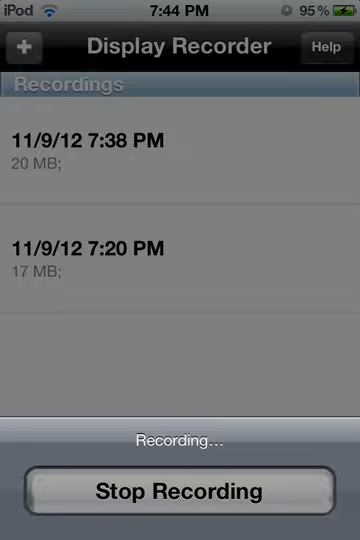 iPod 7:44 PM 95%
+ Display Recorder Help
Recordings
11/9/12 7:38 PM
20 MB;
11/9/12 7:20 PM
17 MB;
Recording...
Stop Recording